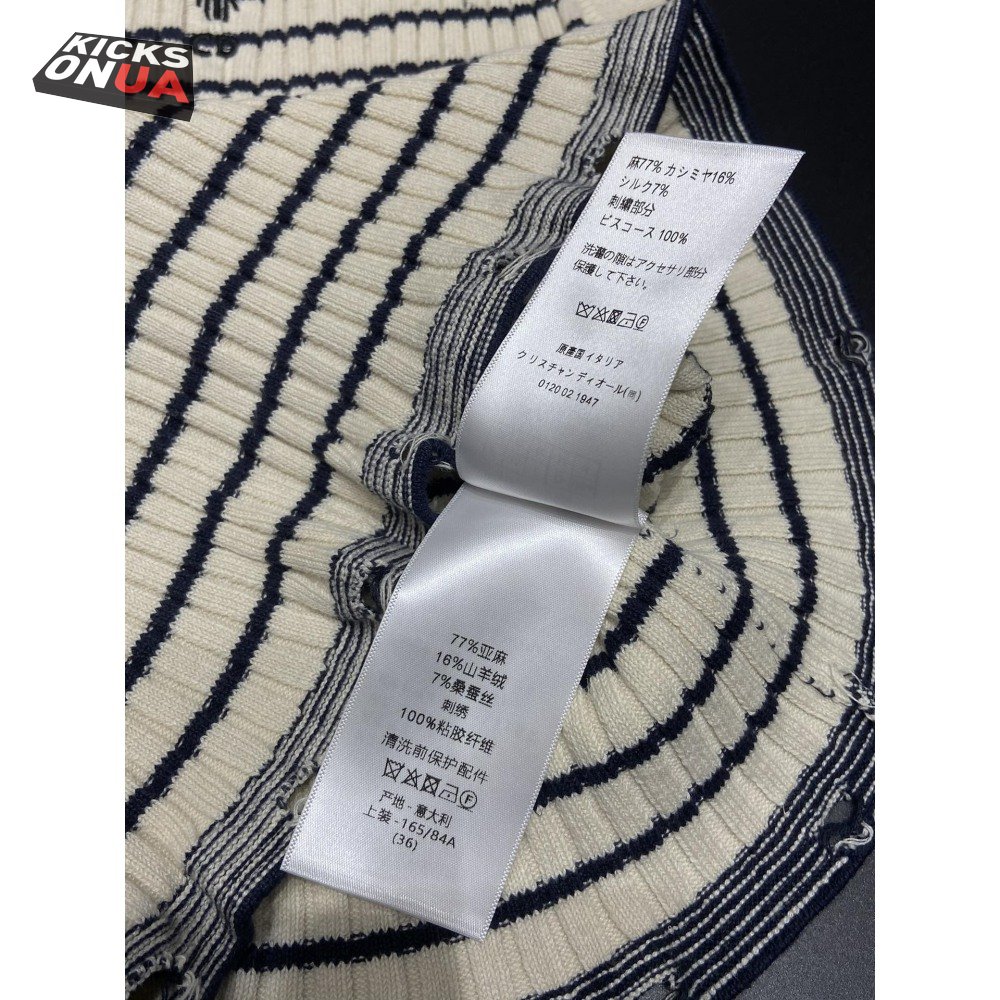 KICKS
ONUA
麻77% カシミヤ16%
シルク7%
刺繍部分
ビスコース 100%
洗濯の際はアクセサリ部分
保護して下さい。
原産国イタリア
クリスチャン ディオール(㈱)
0120 02 1947
77%亚麻
16%山羊绒
7%桑蚕丝
刺绣
100%粘胶纤维
清洗前保护配件
产地 - 意大利
上装 - 165/84A
(36)